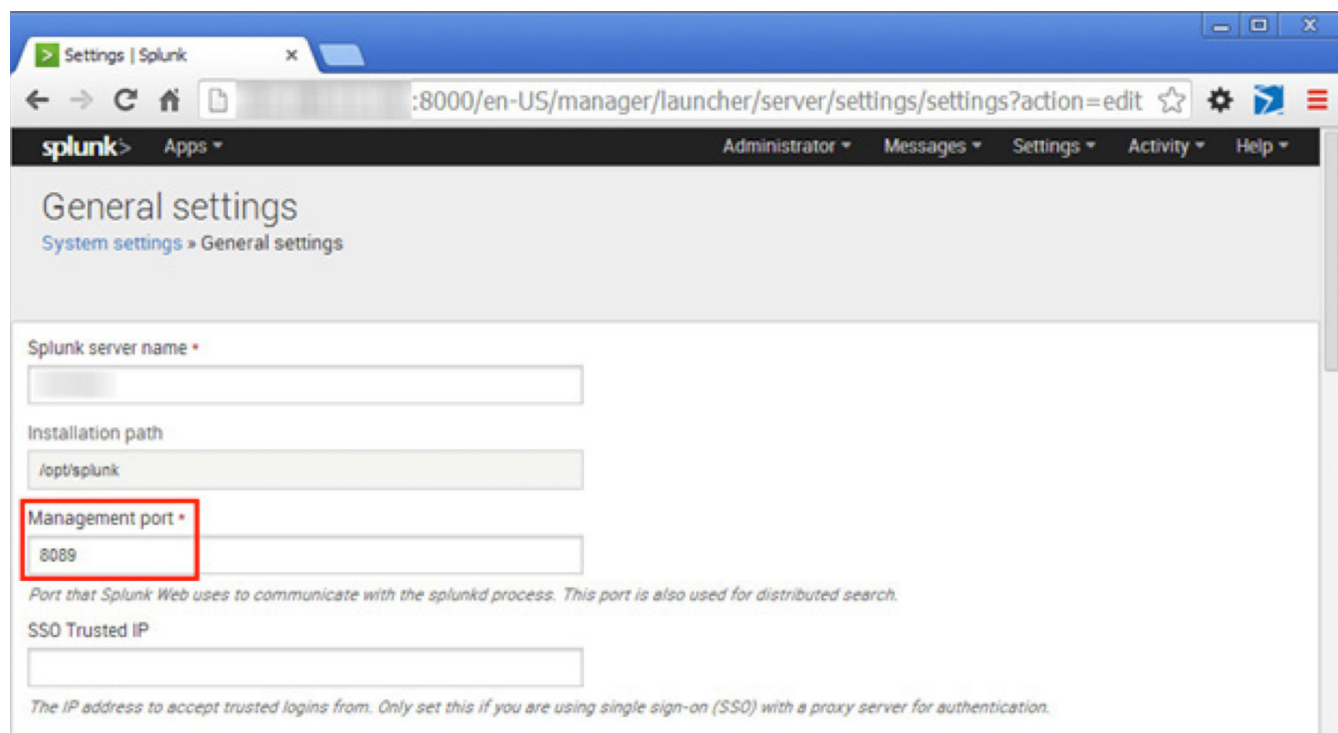 Settings | Splunk
:8000/en-US/manager/launcher/server/settings/settings?action=edit
splunk> Apps Administrator Messages Settings Activity Help
General settings
System settings » General settings
Splunk server name *
Installation path
/opt/splunk
Management port *
8089
Port that Splunk Web uses to communicate with the splunkd process. This port is also used for distributed search.
SSO Trusted IP
The IP address to accept trusted logins from. Only set this if you are using single sign-on (SSO) with a proxy server for authentication.